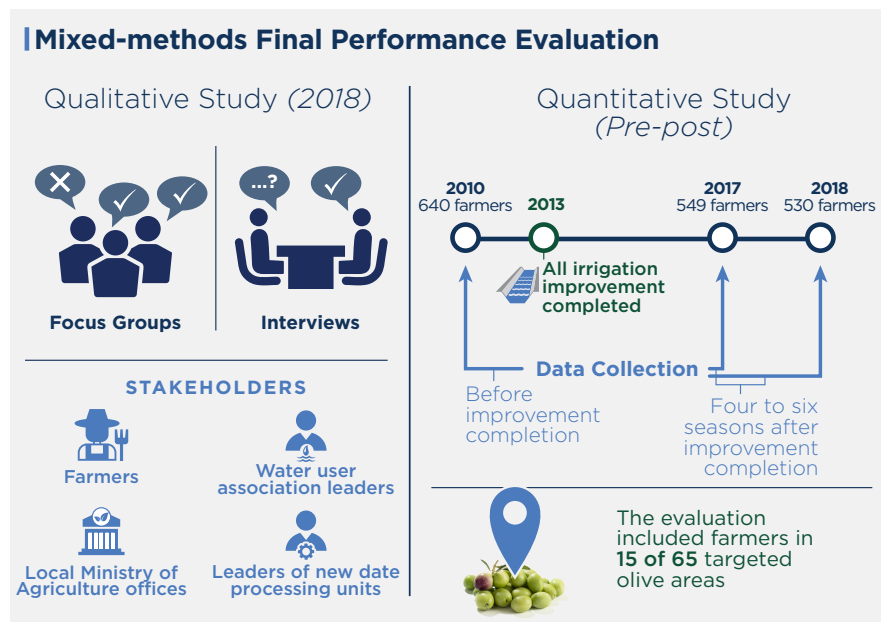 Mixed-methods Final Performance Evaluation
Qualitative Study (2018)
...?
Focus Groups
Interviews
STAKEHOLDERS
Farmers
Water user
association leaders
Local Ministry of
Agriculture offices
Leaders of new date
processing units
Quantitative Study
(Pre-post)
2010
640 farmers
2013
2017
549 farmers
2018
530 farmers
All irrigation
improvement
completed
Data Collection
Before
improvement
completion
Four to six
seasons after
improvement
completion
The evaluation
included farmers in
15 of 65 targeted
olive areas